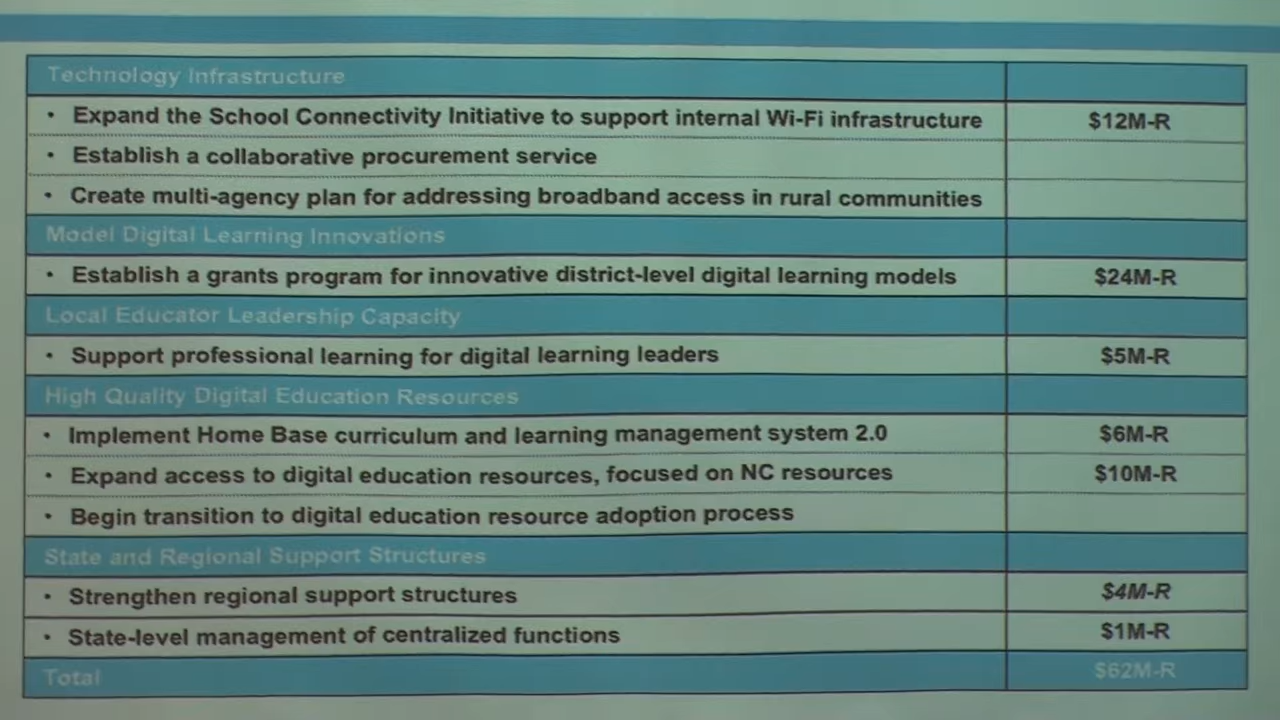 Technology Infrastructure
• Expand the School Connectivity Initiative to support internal Wi-Fi infrastructure $12M-R
• Establish a collaborative procurement service
• Create multi-agency plan for addressing broadband access in rural communities
Model Digital Learning Innovations
• Establish a grants program for innovative district-level digital learning models $24M-R
Local Educator Leadership Capacity
• Support professional learning for digital learning leaders $5M-R
High Quality Digital Education Resources
• Implement Home Base curriculum and learning management system 2.0 $6M-R
• Expand access to digital education resources, focused on NC resources $10M-R
• Begin transition to digital education resource adoption process
State and Regional Support Structures
• Strengthen regional support structures $4M-R
• State-level management of centralized functions $1M-R
Total $62M-R